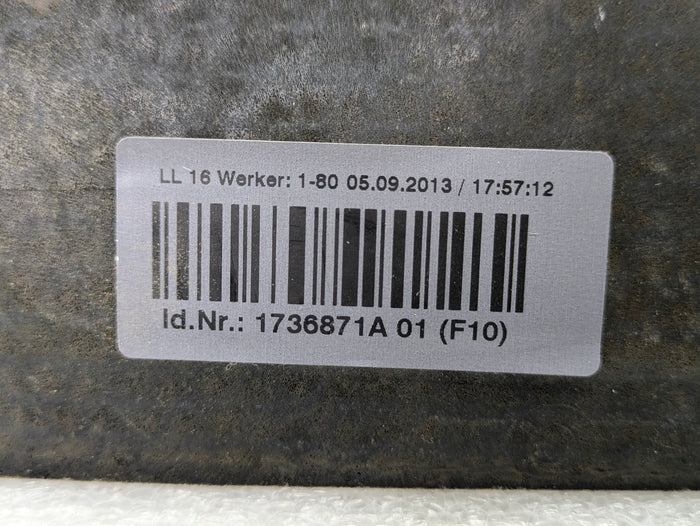 LL 16 Werker: 1-80 05.09.2013 / 17:57:12
Id.Nr.: 1736871A 01 (F10)